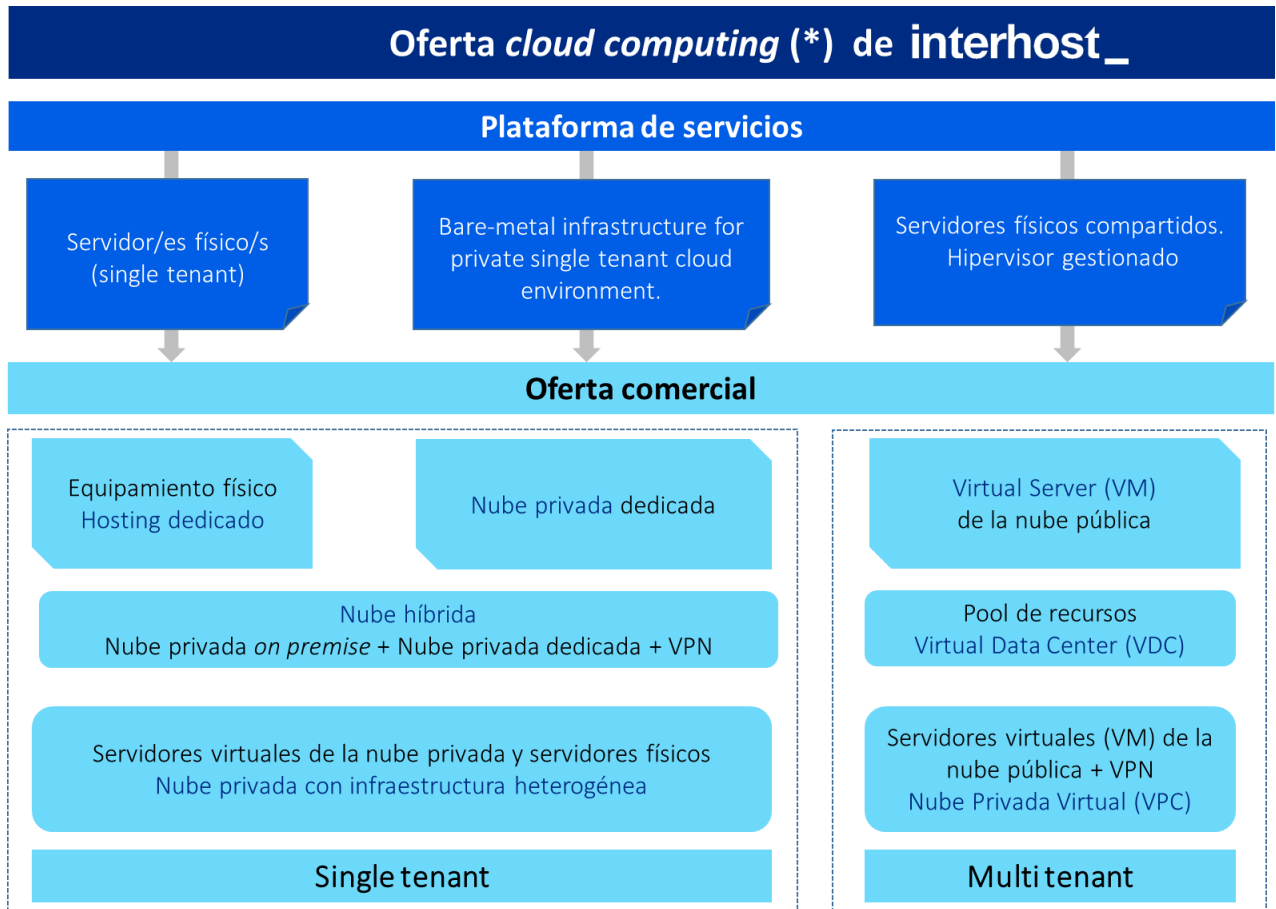 Oferta cloud computing (*) de interhost_
Plataforma de servicios
Servidor/es físico/s
(single tenant)
Bare-metal infrastructure for
private single tenant cloud
environment.
Servidores físicos compartidos.
Hipervisor gestionado
Oferta comercial
Equipamiento físico
Hosting dedicado
Nube privada dedicada
Virtual Server (VM)
de la nube pública
Nube híbrida
Nube privada on premise + Nube privada dedicada + VPN
Pool de recursos
Virtual Data Center (VDC)
Servidores virtuales de la nube privada y servidores físicos
Nube privada con infraestructura heterogénea
Servidores virtuales (VM) de la
nube pública + VPN
Nube Privada Virtual (VPC)
Single tenant
Multi tenant